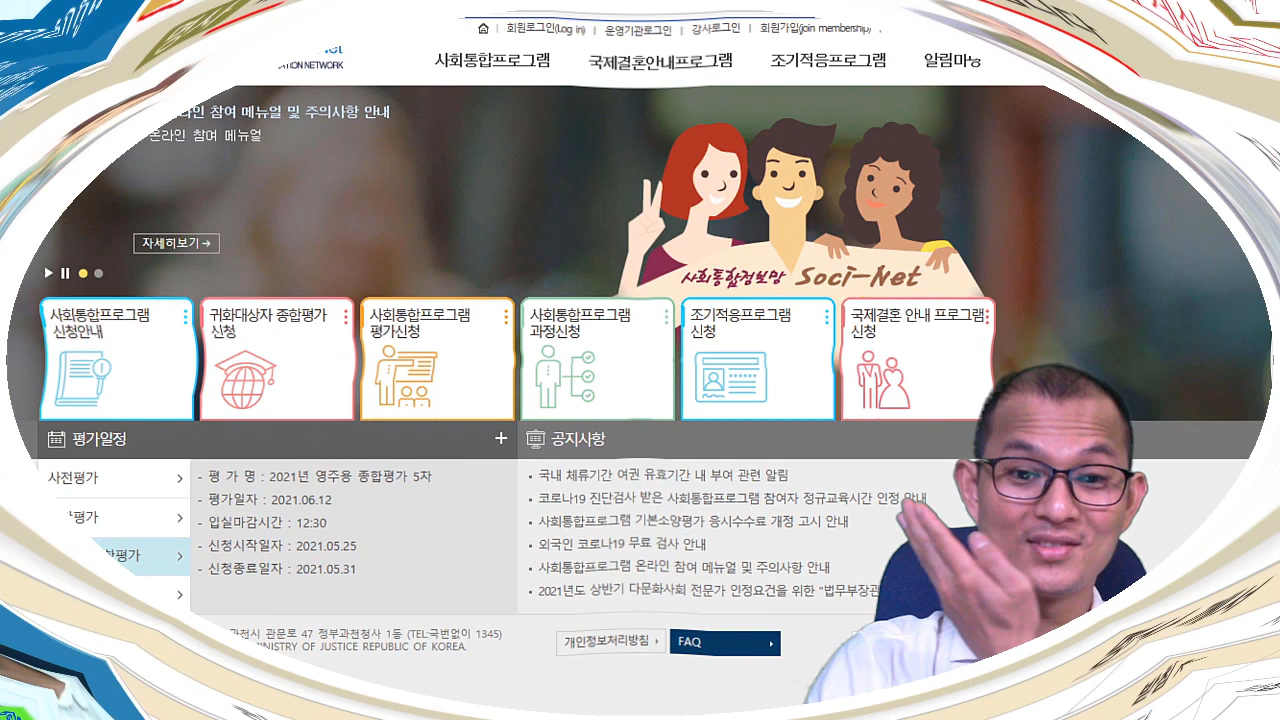 회원로그인(Log in) 운영기관로그인 강사로그인 회원가입(join membership)
NETWORK
사회통합프로그램 국제결혼안내프로그램 조기적응프로그램 알림마당
참여 메뉴얼 및 주의사항 안내
온라인 참여 메뉴얼
자세히보기
사회통합정보망 Soci-Net
사회통합프로그램
신청안내
귀화대상자 종합평가
신청
사회통합프로그램
평가신청
사회통합프로그램
과정신청
조기적응프로그램
신청
국제결혼 안내 프로그램
신청
평가일정
사전평가
평가
평가
- 평 가 명 : 2021년 영주용 종합평가 5차
- 평가일자 : 2021.06.12
- 입실마감시간 : 12:30
- 신청시작일자 : 2021.05.25
- 신청종료일자 : 2021.05.31
공지사항
국내 체류기간 여권 유효기간 내 부여 관련 알림
코로나19 진단검사 받은 사회통합프로그램 참여자 정규교육시간 인정 안내
사회통합프로그램 기본소양평가 응시수수료 개정 고시 안내
외국인 코로나19 무료 검사 안내
사회통합프로그램 온라인 참여 메뉴얼 및 주의사항 안내
2021년도 상반기 다문화사회 전문가 인정요건을 위한 "법무부장관
과천시 관문로 47 정부과천청사 1동 (TEL:국번없이 1345)
MINISTRY OF JUSTICE REPUBLIC OF KOREA.
개인정보처리방침
FAQ